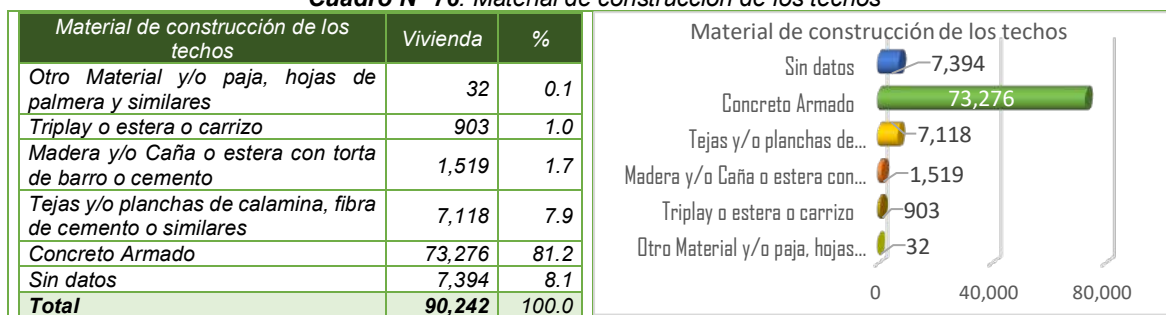 Cuadro N° 76: Material de construcción de los techos
Material de construcción de los techos Vivienda %
Otro Material y/o paja, hojas de palmera y similares 32 0.1
Triplay o estera o carrizo 903 1.0
Madera y/o Caña o estera con torta de barro o cemento 1,519 1.7
Tejas y/o planchas de calamina, fibra de cemento o similares 7,118 7.9
Concreto Armado 73,276 81.2
Sin datos 7,394 8.1
Total 90,242 100.0
Material de construcción de los techos
Sin datos 7,394
Concreto Armado 73,276
Tejas y/o planchas de... 7,118
Madera y/o Caña o estera con... 1,519
Triplay o estera o carrizo 903
Otro Material y/o paja, hojas... 32
0 40,000 80,000